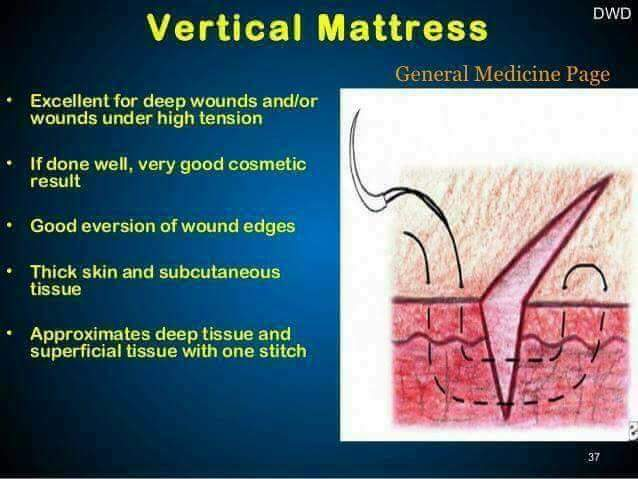 DWD
Vertical Mattress
General Medicine Page
• Excellent for deep wounds and/or
wounds under high tension
• If done well, very good cosmetic
result
• Good eversion of wound edges
• Thick skin and subcutaneous
tissue
• Approximates deep tissue and
superficial tissue with one stitch
37